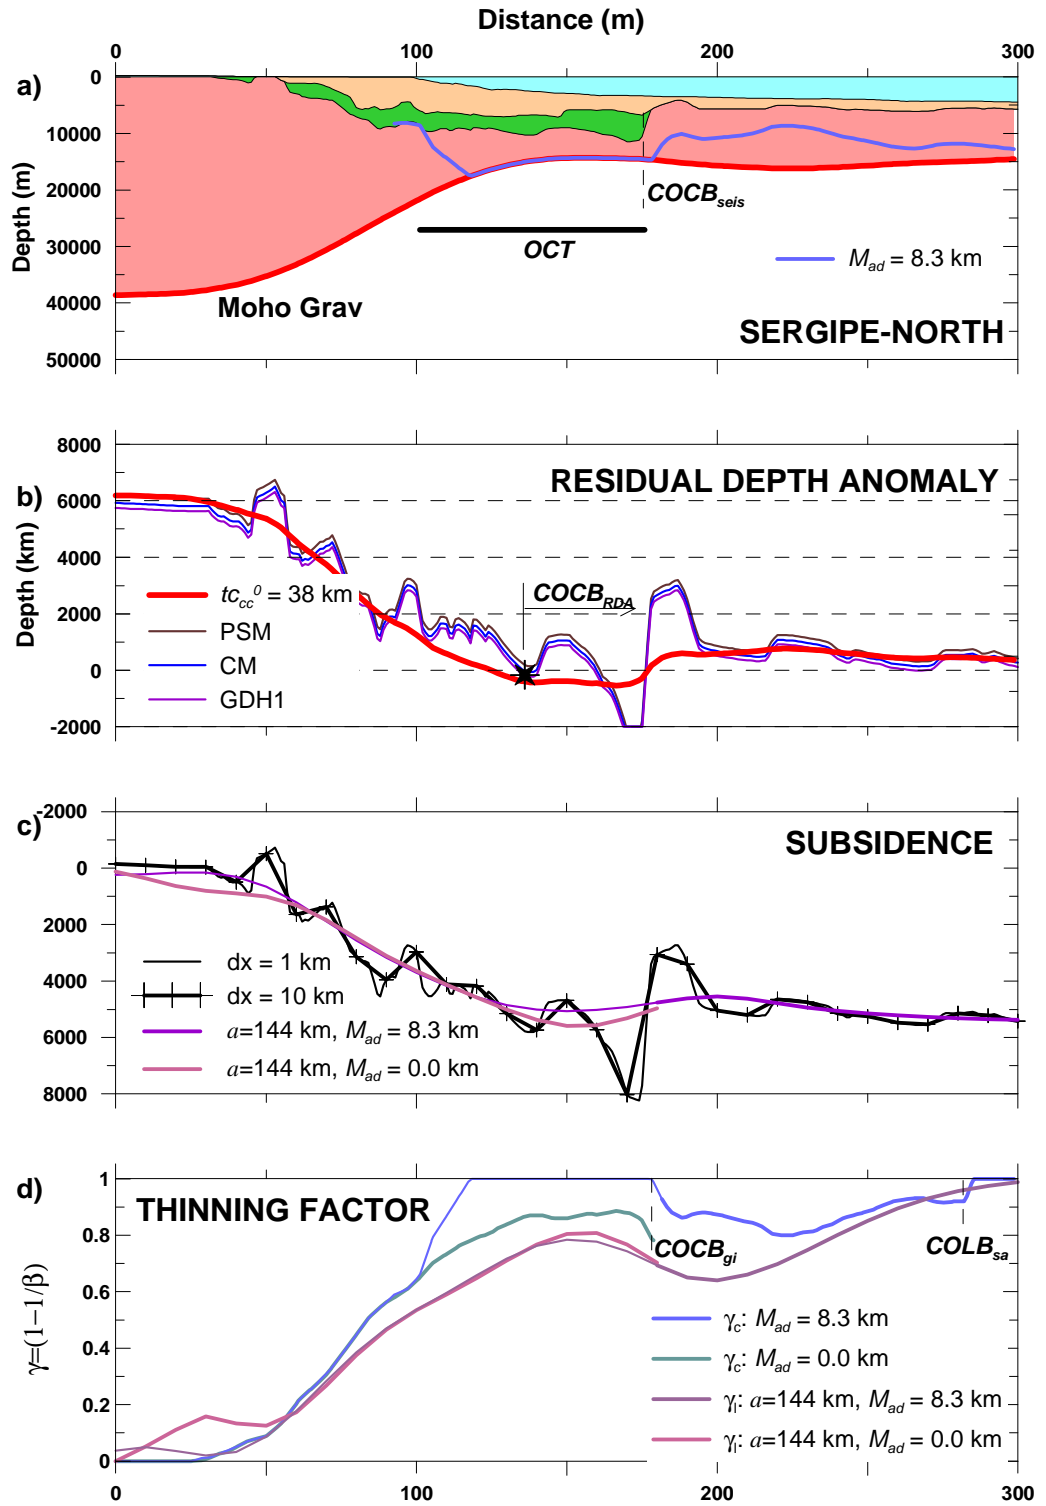 Distance (m)
0 100 200 300
a)
0
10000
20000
30000
40000
50000
Depth (m)
COCBseis
OCT
Mad = 8.3 km
Moho Grav
SERGIPE-NORTH
b)
8000
6000
4000
2000
0
-2000
Depth (km)
RESIDUAL DEPTH ANOMALY
COCBRDA
tccc0 = 38 km
PSM
CM
GDH1
c)
-2000
0
2000
4000
6000
8000
SUBSIDENCE
dx = 1 km
dx = 10 km
a=144 km, Mad = 8.3 km
a=144 km, Mad = 0.0 km
d)
1
0.8
0.6
0.4
0.2
0
γ=(1−1/β)
THINNING FACTOR
COCBgi
COLBsa
γc: Mad = 8.3 km
γc: Mad = 0.0 km
γl: a=144 km, Mad = 8.3 km
γl: a=144 km, Mad = 0.0 km
0 100 200 300